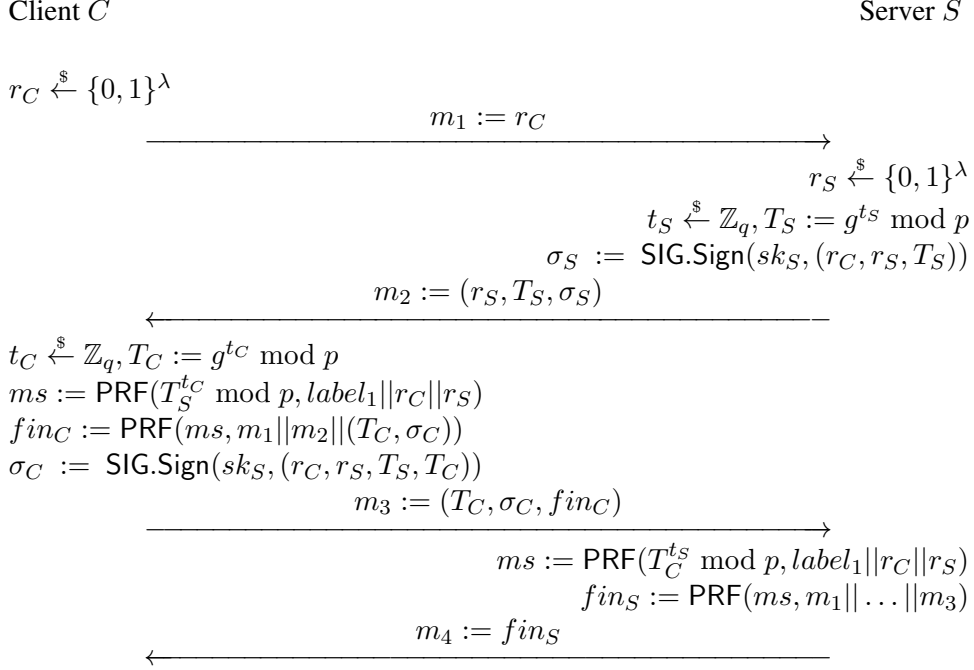 Client C Server S
r_C ←$ {0, 1}^λ
m_1 := r_C
r_S ←$ {0, 1}^λ
t_S ←$ ℤ_q, T_S := g^{t_S} mod p
σ_S := SIG.Sign(sk_S, (r_C, r_S, T_S))
m_2 := (r_S, T_S, σ_S)
t_C ←$ ℤ_q, T_C := g^{t_C} mod p
ms := PRF(T_S^{t_C} mod p, label_1||r_C||r_S)
fin_C := PRF(ms, m_1||m_2||(T_C, σ_C))
σ_C := SIG.Sign(sk_S, (r_C, r_S, T_S, T_C))
m_3 := (T_C, σ_C, fin_C)
ms := PRF(T_C^{t_S} mod p, label_1||r_C||r_S)
fin_S := PRF(ms, m_1|| . . . ||m_3)
m_4 := fin_S